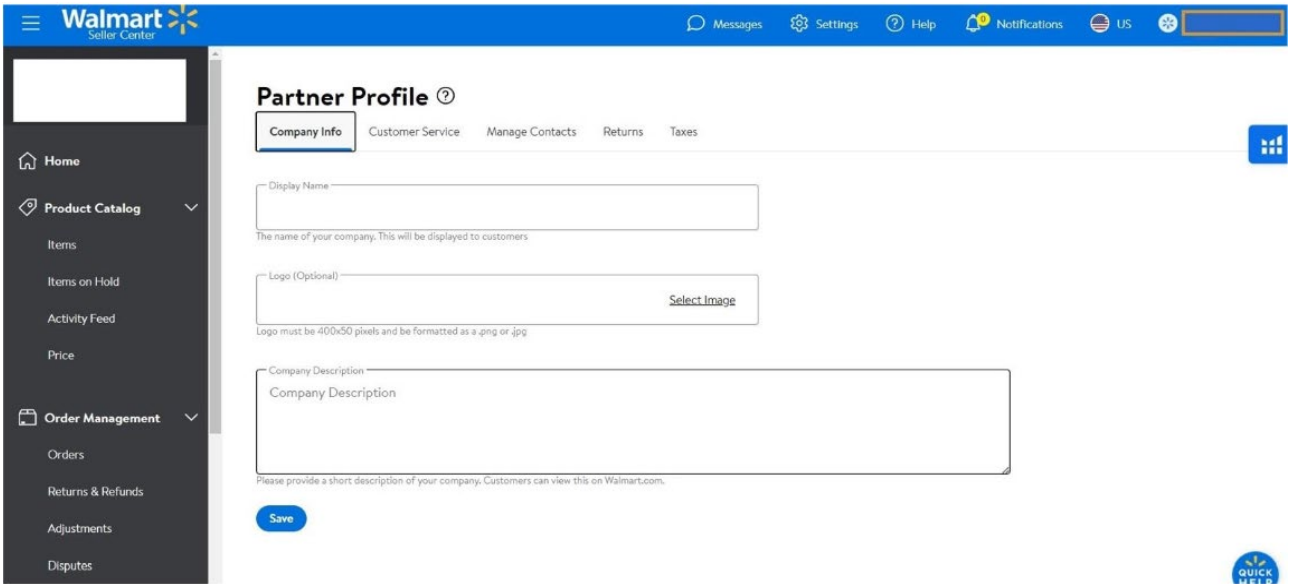 Walmart
Seller Center
Messages
Settings
Help
0
Notifications
US
Home
Product Catalog
Items
Items on Hold
Activity Feed
Price
Order Management
Orders
Returns & Refunds
Adjustments
Disputes
Partner Profile
Company Info Customer Service Manage Contacts Returns Taxes
Display Name
The name of your company. This will be displayed to customers
Logo (Optional)
Select Image
Logo must be 400x50 pixels and be formatted as a .png or .jpg
Company Description
Company Description
Please provide a short description of your company. Customers can view this on Walmart.com.
Save
QUICK
HELP